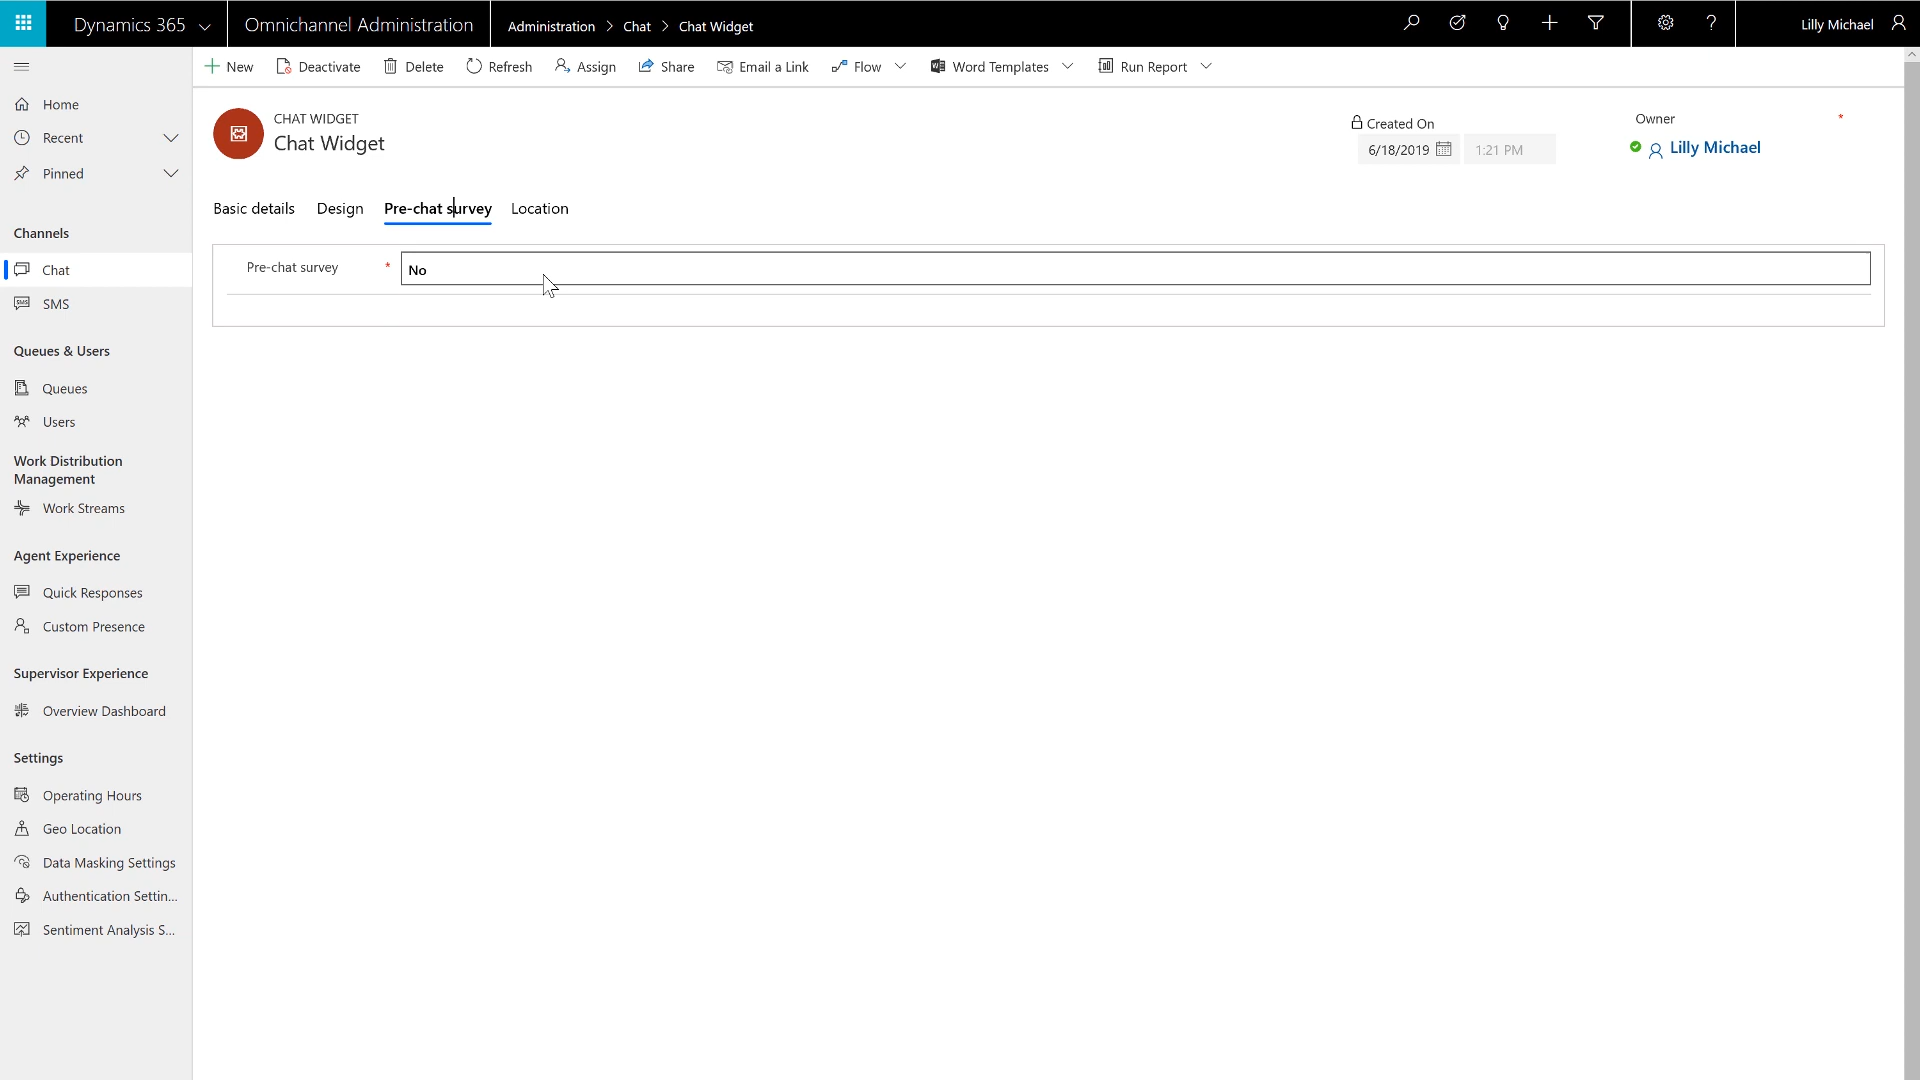 Dynamics 365
Omnichannel Administration
Administration > Chat > Chat Widget
?
Lilly Michael
New
Deactivate
Delete
Refresh
Assign
Share
Email a Link
Flow
Word Templates
Run Report
Home
Recent
Pinned
Channels
Chat
SMS
Queues & Users
Queues
Users
Work Distribution
Management
Work Streams
Agent Experience
Quick Responses
Custom Presence
Supervisor Experience
Overview Dashboard
Settings
Operating Hours
Geo Location
Data Masking Settings
Authentication Settin...
Sentiment Analysis S...
CHAT WIDGET
Chat Widget
Created On
6/18/2019 1:21 PM
Owner *
Lilly Michael
Basic details Design Pre-chat survey Location
Pre-chat survey * No